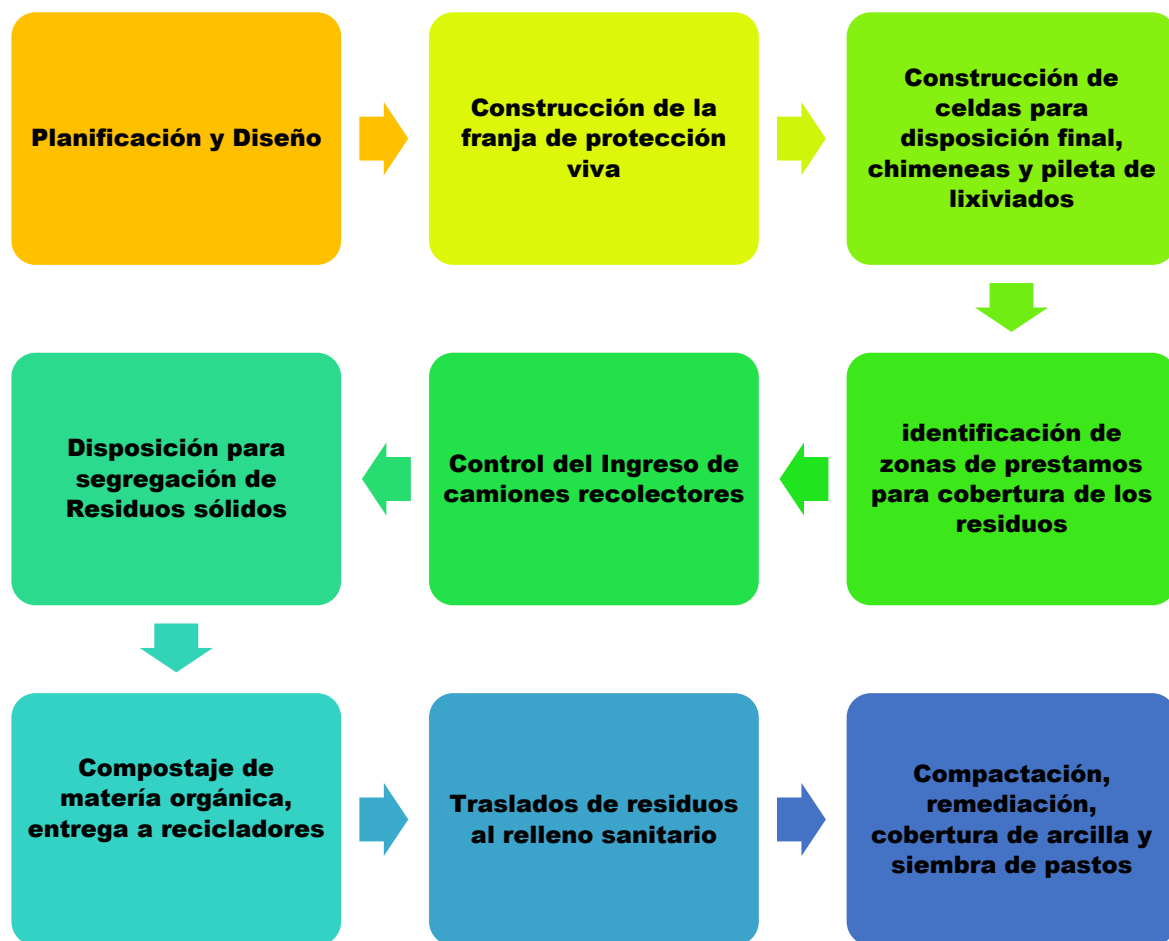 Planificación y Diseño
Construcción de la
franja de protección
viva
Construcción de
celdas para
disposición final,
chimeneas y pileta de
lixiviados
identificación de
zonas de prestamos
para cobertura de los
residuos
Control del Ingreso de
camiones recolectores
Disposición para
segregación de
Residuos sólidos
Compostaje de
matería orgánica,
entrega a recicladores
Traslados de residuos
al relleno sanitario
Compactación,
remediación,
cobertura de arcilla y
siembra de pastos